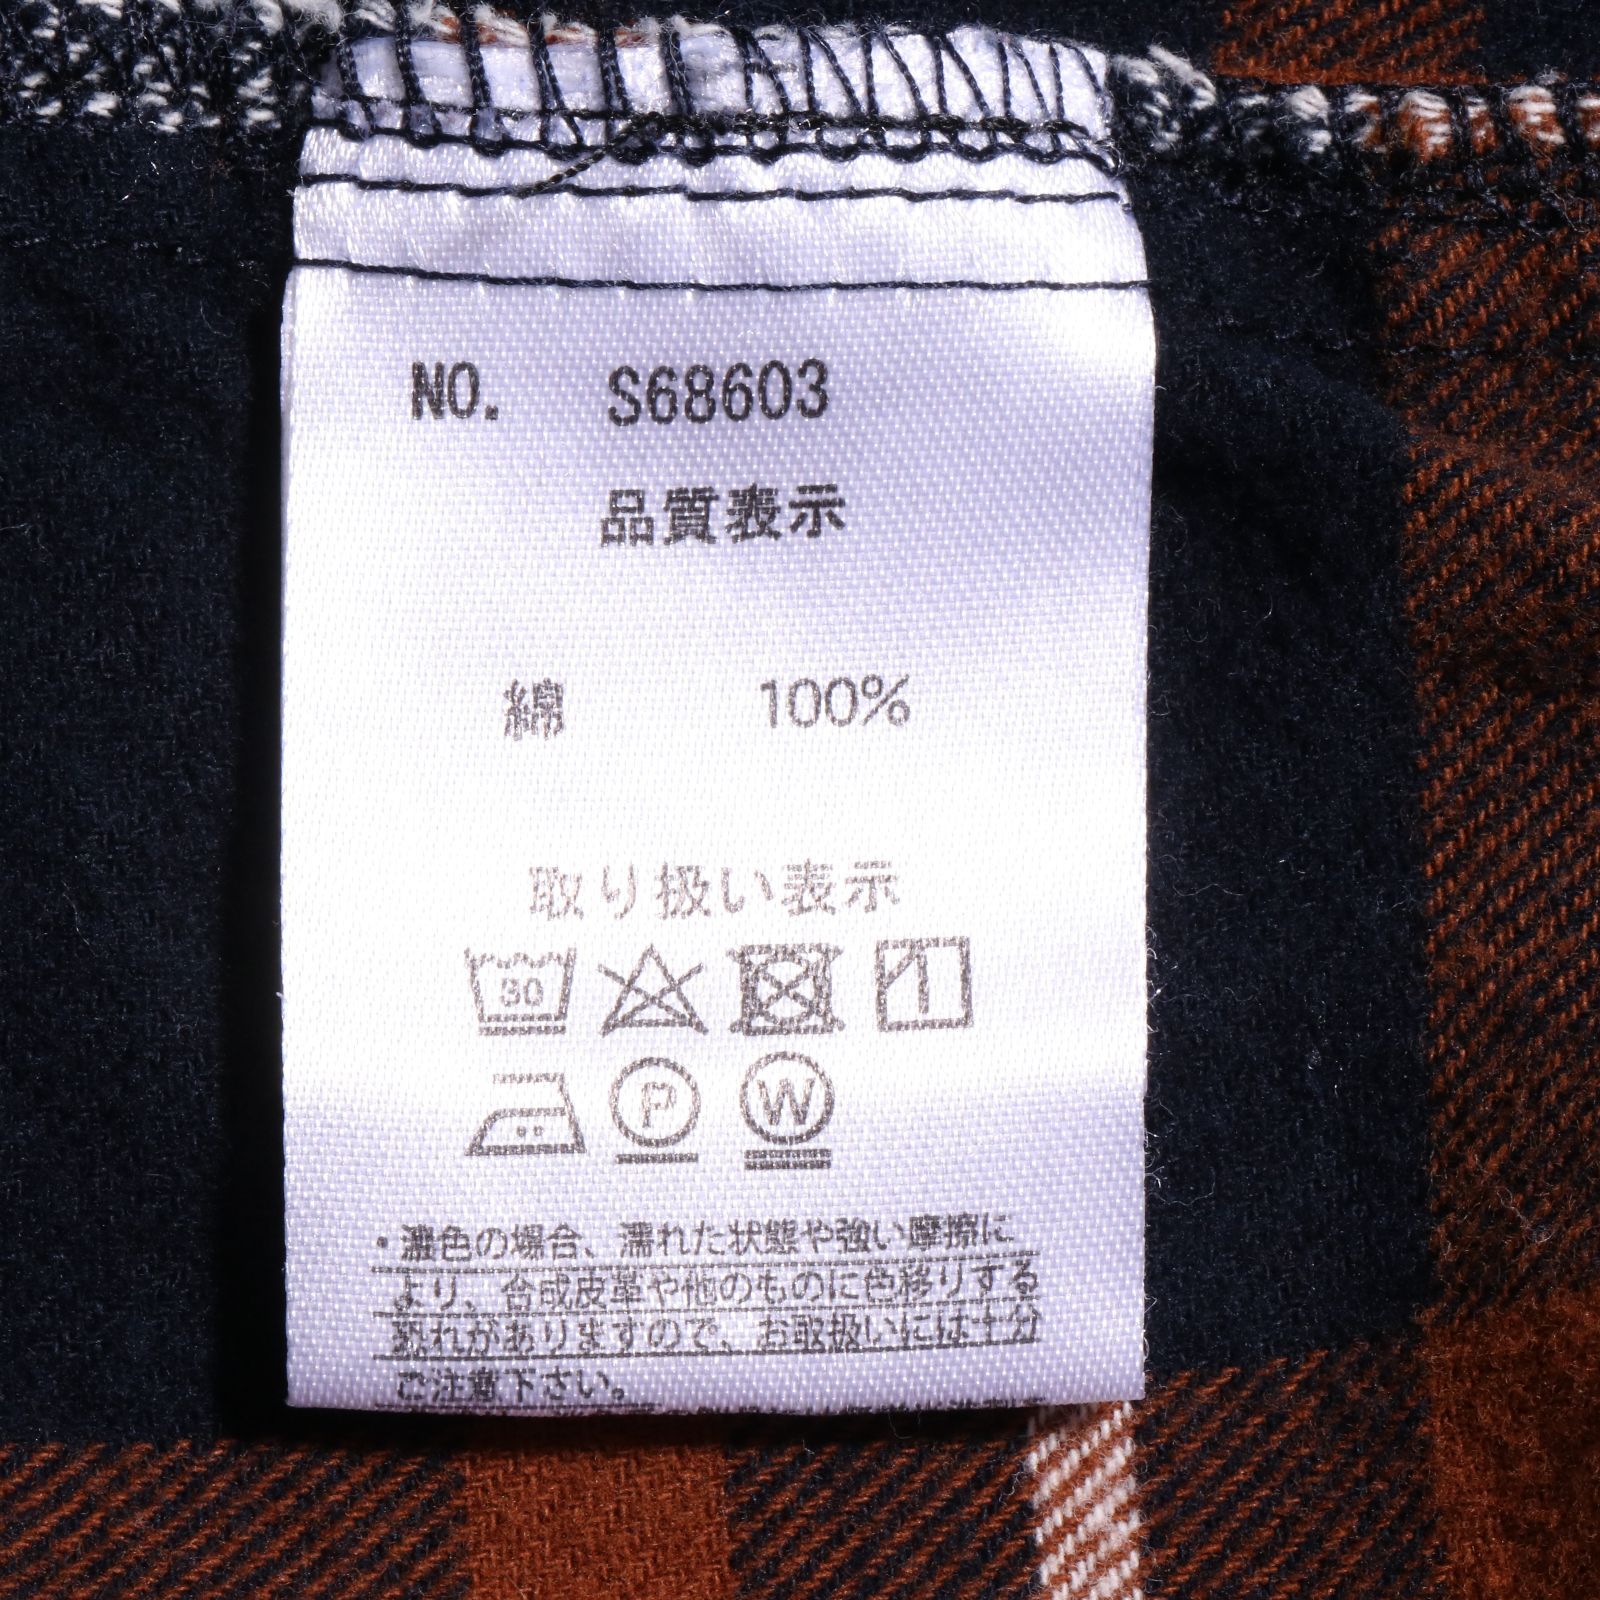 NO. S68603
品質表示
綿 100%
取り扱い表示
30
P W
・濃色の場合、濡れた状態や強い摩擦に
より、合成皮革や他のものに色移りする
恐れがありますので、お取扱いには十分
ご注意下さい。